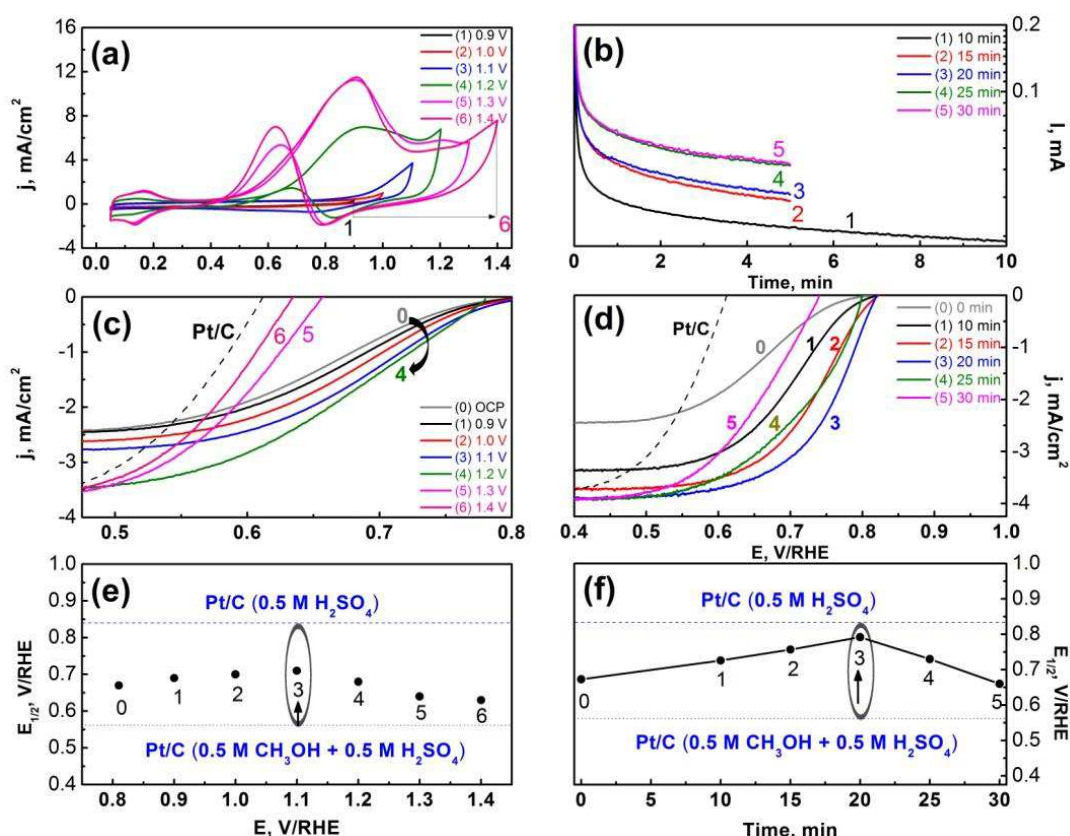 (a)
j, mA/cm²
16
12
8
4
0
-4
(1) 0.9 V
(2) 1.0 V
(3) 1.1 V
(4) 1.2 V
(5) 1.3 V
(6) 1.4 V
1
6
0.0 0.2 0.4 0.6 0.8 1.0 1.2 1.4
(b)
(1) 10 min
(2) 15 min
(3) 20 min
(4) 25 min
(5) 30 min
0.2
0.1
I, mA
5
4
3
2
1
0 2 4 6 8 10
Time, min
(c)
j, mA/cm²
0
-1
-2
-3
-4
Pt/C
6
5
0
4
(0) OCP
(1) 0.9 V
(2) 1.0 V
(3) 1.1 V
(4) 1.2 V
(5) 1.3 V
(6) 1.4 V
0.5 0.6 0.7 0.8
(d)
(0) 0 min
(1) 10 min
(2) 15 min
(3) 20 min
(4) 25 min
(5) 30 min
Pt/C
0
1
2
5
4
3
0
-1
-2
-3
-4
j, mA/cm²
0.4 0.5 0.6 0.7 0.8 0.9 1.0
E, V/RHE
(e)
E₁/₂, V/RHE
1.0
0.9
0.8
0.7
0.6
0.5
0.4
Pt/C (0.5 M H₂SO₄)
0
1
2
3
4
5
6
Pt/C (0.5 M CH₃OH + 0.5 M H₂SO₄)
0.8 0.9 1.0 1.1 1.2 1.3 1.4
E, V/RHE
(f)
Pt/C (0.5 M H₂SO₄)
0
1
2
3
4
5
Pt/C (0.5 M CH₃OH + 0.5 M H₂SO₄)
1.0
0.9
0.8
0.7
0.6
0.5
0.4
E₁/₂, V/RHE
0 5 10 15 20 25 30
Time, min